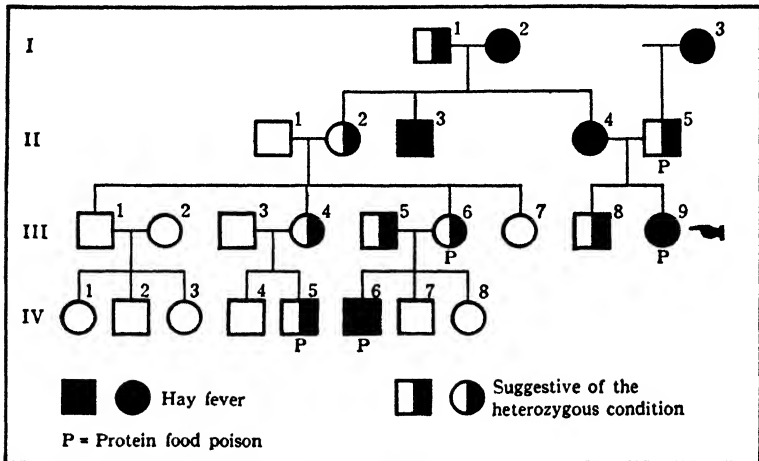 I 1 2 3
II 1 2 3 4 5
P
III 1 2 3 4 5 6 7 8 9
P P
IV 1 2 3 4 5 6 7 8
P P
Hay fever
Suggestive of the
heterozygous condition
P = Protein food poison